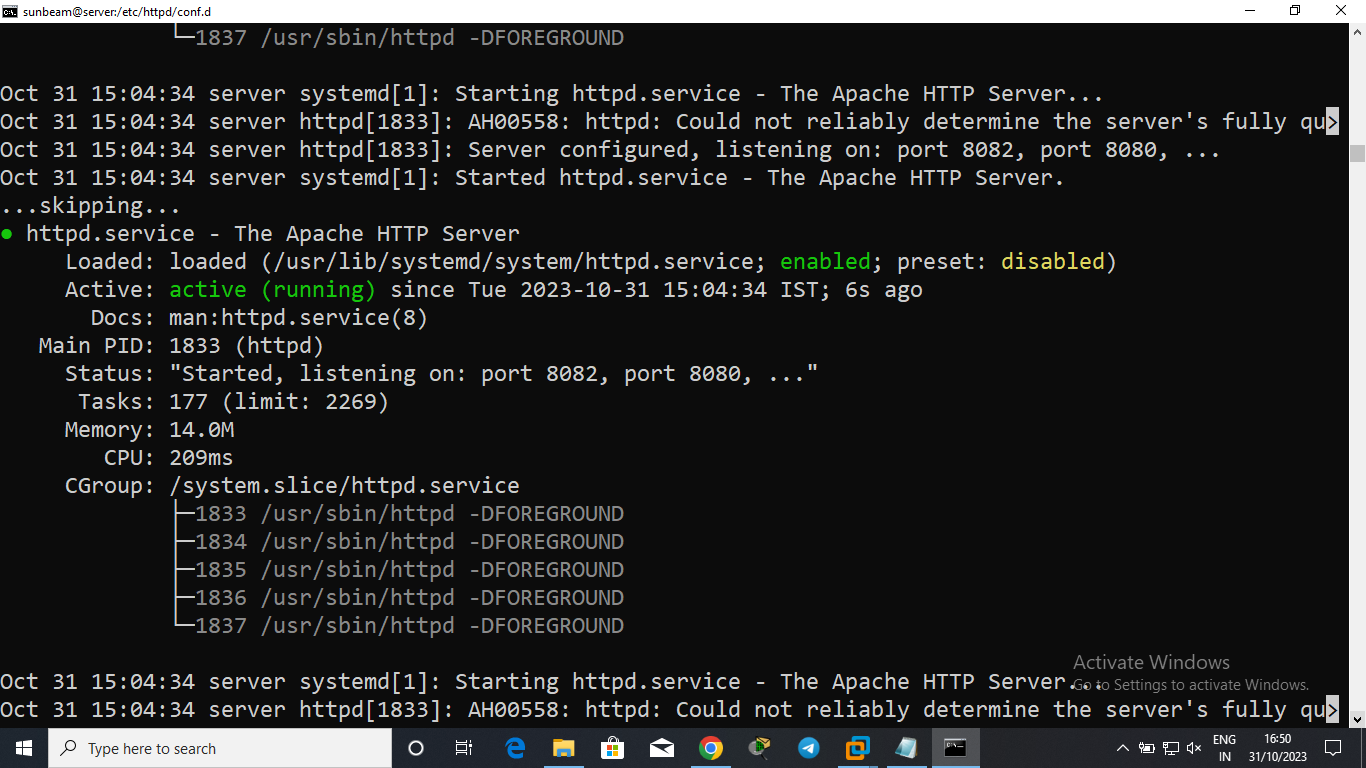 sunbeam@server:/etc/httpd/conf.d
└─1837 /usr/sbin/httpd -DFOREGROUND
Oct 31 15:04:34 server systemd[1]: Starting httpd.service - The Apache HTTP Server...
Oct 31 15:04:34 server httpd[1833]: AH00558: httpd: Could not reliably determine the server's fully qu>
Oct 31 15:04:34 server httpd[1833]: Server configured, listening on: port 8082, port 8080, ...
Oct 31 15:04:34 server systemd[1]: Started httpd.service - The Apache HTTP Server.
...skipping...
● httpd.service - The Apache HTTP Server
Loaded: loaded (/usr/lib/systemd/system/httpd.service; enabled; preset: disabled)
Active: active (running) since Tue 2023-10-31 15:04:34 IST; 6s ago
Docs: man:httpd.service(8)
Main PID: 1833 (httpd)
Status: "Started, listening on: port 8082, port 8080, ..."
Tasks: 177 (limit: 2269)
Memory: 14.0M
CPU: 209ms
CGroup: /system.slice/httpd.service
├─1833 /usr/sbin/httpd -DFOREGROUND
├─1834 /usr/sbin/httpd -DFOREGROUND
├─1835 /usr/sbin/httpd -DFOREGROUND
├─1836 /usr/sbin/httpd -DFOREGROUND
└─1837 /usr/sbin/httpd -DFOREGROUND
Oct 31 15:04:34 server systemd[1]: Starting httpd.service - The Apache HTTP Server...
Oct 31 15:04:34 server httpd[1833]: AH00558: httpd: Could not reliably determine the server's fully qu>
Activate Windows
Go to Settings to activate Windows.
Type here to search
ENG
IN
16:50
31/10/2023